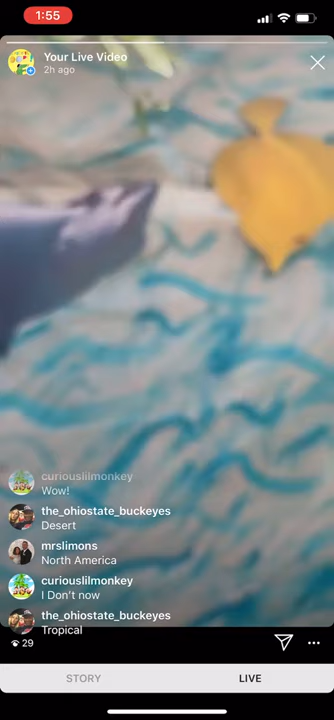 1:55
Your Live Video
2h ago
curiouslilmonkey
Wow!
the_ohiostate_buckeyes
Desert
mrslimons
North America
curiouslilmonkey
I Don't now
the_ohiostate_buckeyes
Tropical
29
STORY
LIVE